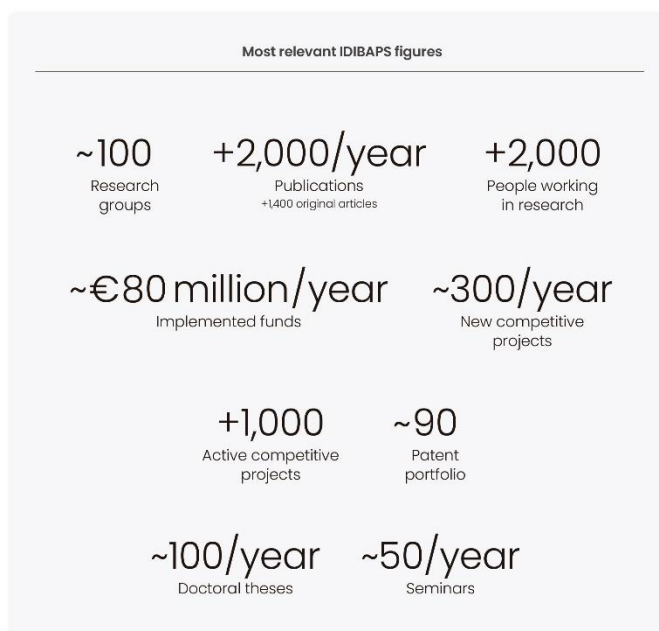 Most relevant IDIBAPS figures
~100
Research
groups
+2,000/year
Publications
+1,400 original articles
+2,000
People working
in research
~€80 million/year
Implemented funds
~300/year
New competitive
projects
+1,000
Active competitive
projects
~90
Patent
portfolio
~100/year
Doctoral theses
~50/year
Seminars